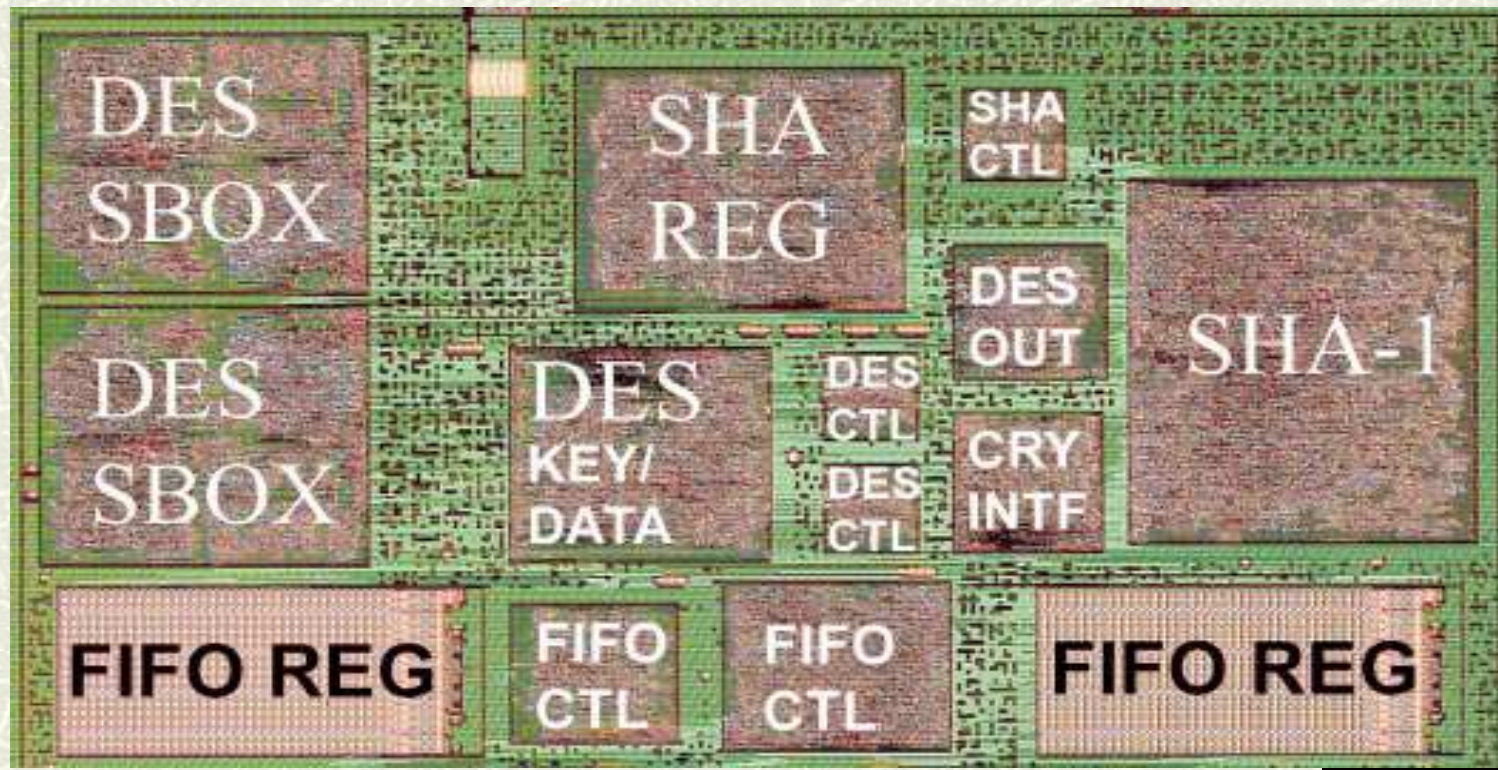 DES
SBOX
SHA
REG
SHA
CTL
DES
OUT
SHA-1
DES
SBOX
DES
KEY/
DATA
DES
CTL
DES
CTL
CRY
INTF
FIFO REG
FIFO
CTL
FIFO
CTL
FIFO REG